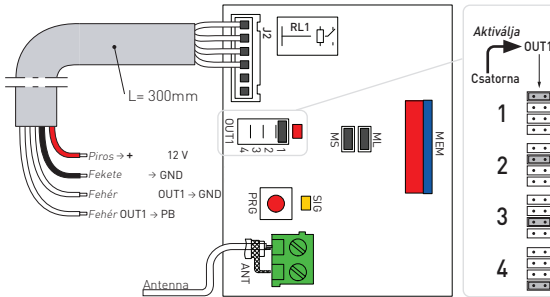 J2
RL1
L= 300mm
OUT1
4 3 2 1
MS
ML
MEM
Piros → + 12 V
Fekete → GND
Fehér OUT1 → GND
Fehér OUT1 → PB
PRG
SIG
ANT
Antenna
Aktiválja
OUT1
Csatorna
1
2
3
4